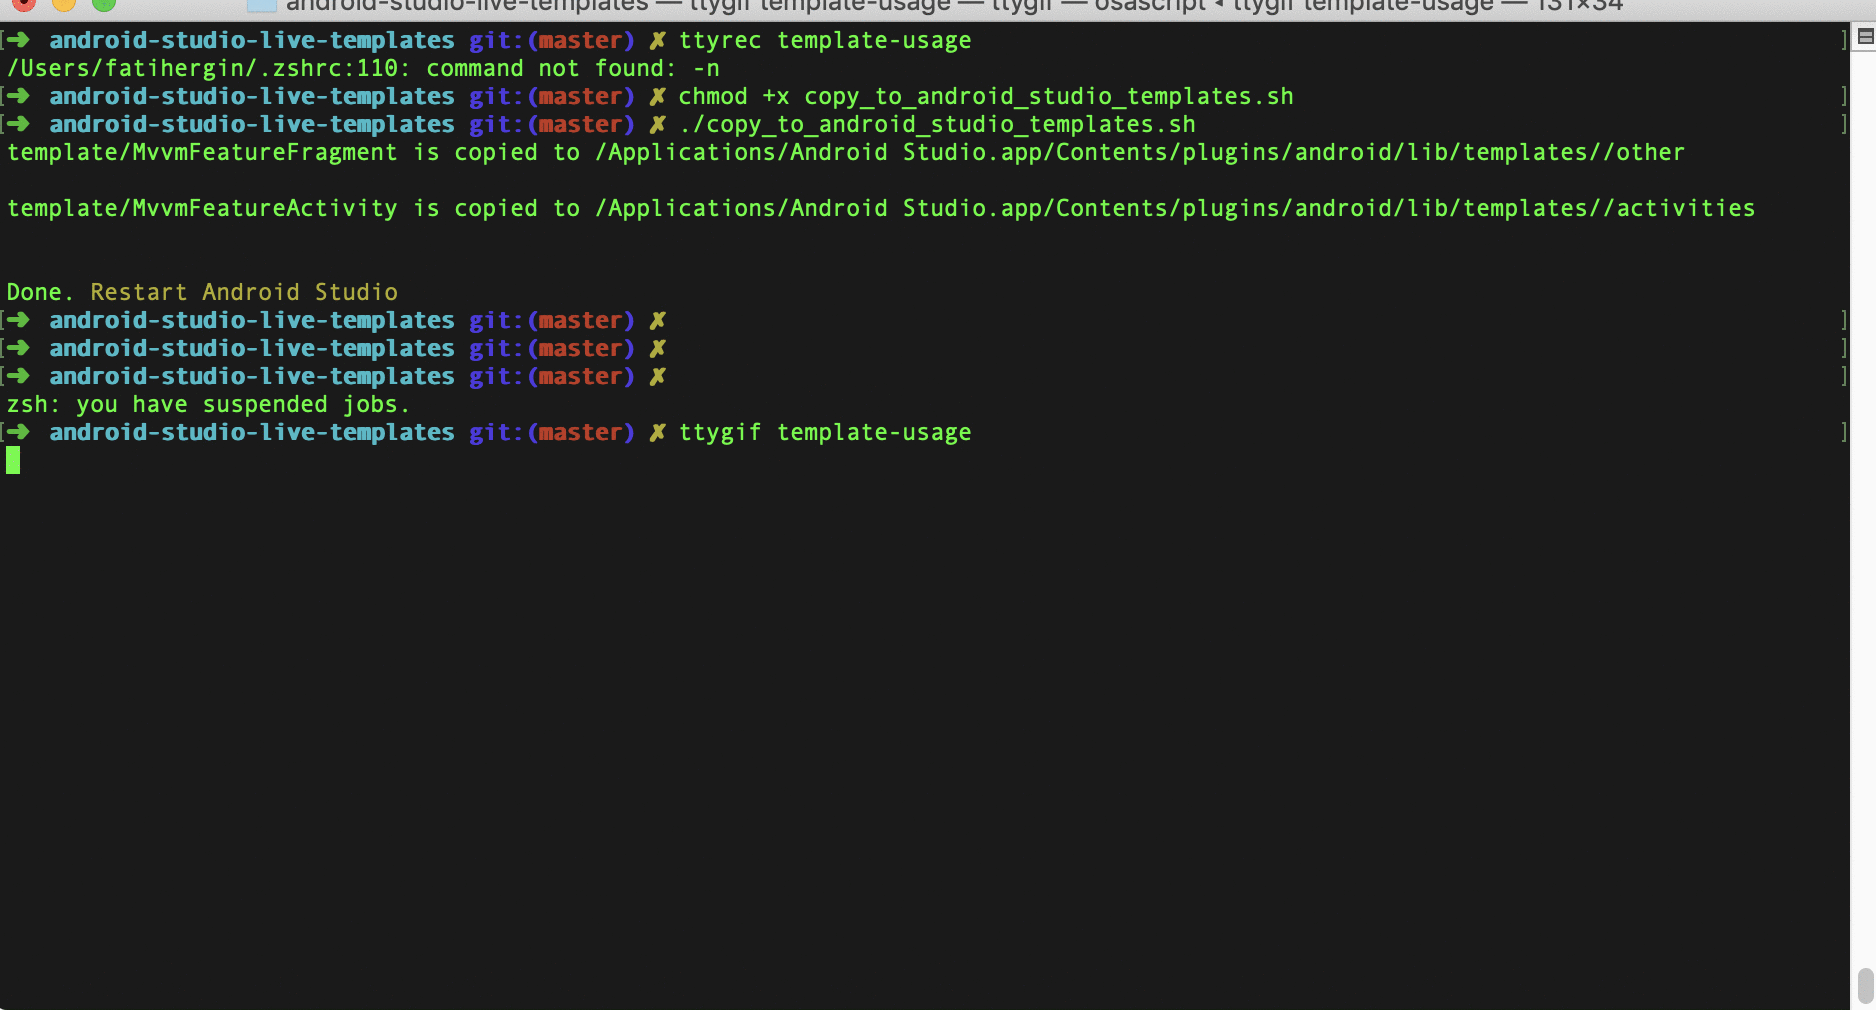 android-studio-live-templates — ttygif template-usage — ttygif — osascript ◂ ttygif template-usage — 131×34
[➜  android-studio-live-templates git:(master) ✗ ttyrec template-usage ]
/Users/fatihergin/.zshrc:110: command not found: -n
[➜  android-studio-live-templates git:(master) ✗ chmod +x copy_to_android_studio_templates.sh ]
[➜  android-studio-live-templates git:(master) ✗ ./copy_to_android_studio_templates.sh ]
template/MvvmFeatureFragment is copied to /Applications/Android Studio.app/Contents/plugins/android/lib/templates//other
template/MvvmFeatureActivity is copied to /Applications/Android Studio.app/Contents/plugins/android/lib/templates//activities
Done. Restart Android Studio
[➜  android-studio-live-templates git:(master) ✗ ]
[➜  android-studio-live-templates git:(master) ✗ ]
[➜  android-studio-live-templates git:(master) ✗ ]
zsh: you have suspended jobs.
[➜  android-studio-live-templates git:(master) ✗ ttygif template-usage ]